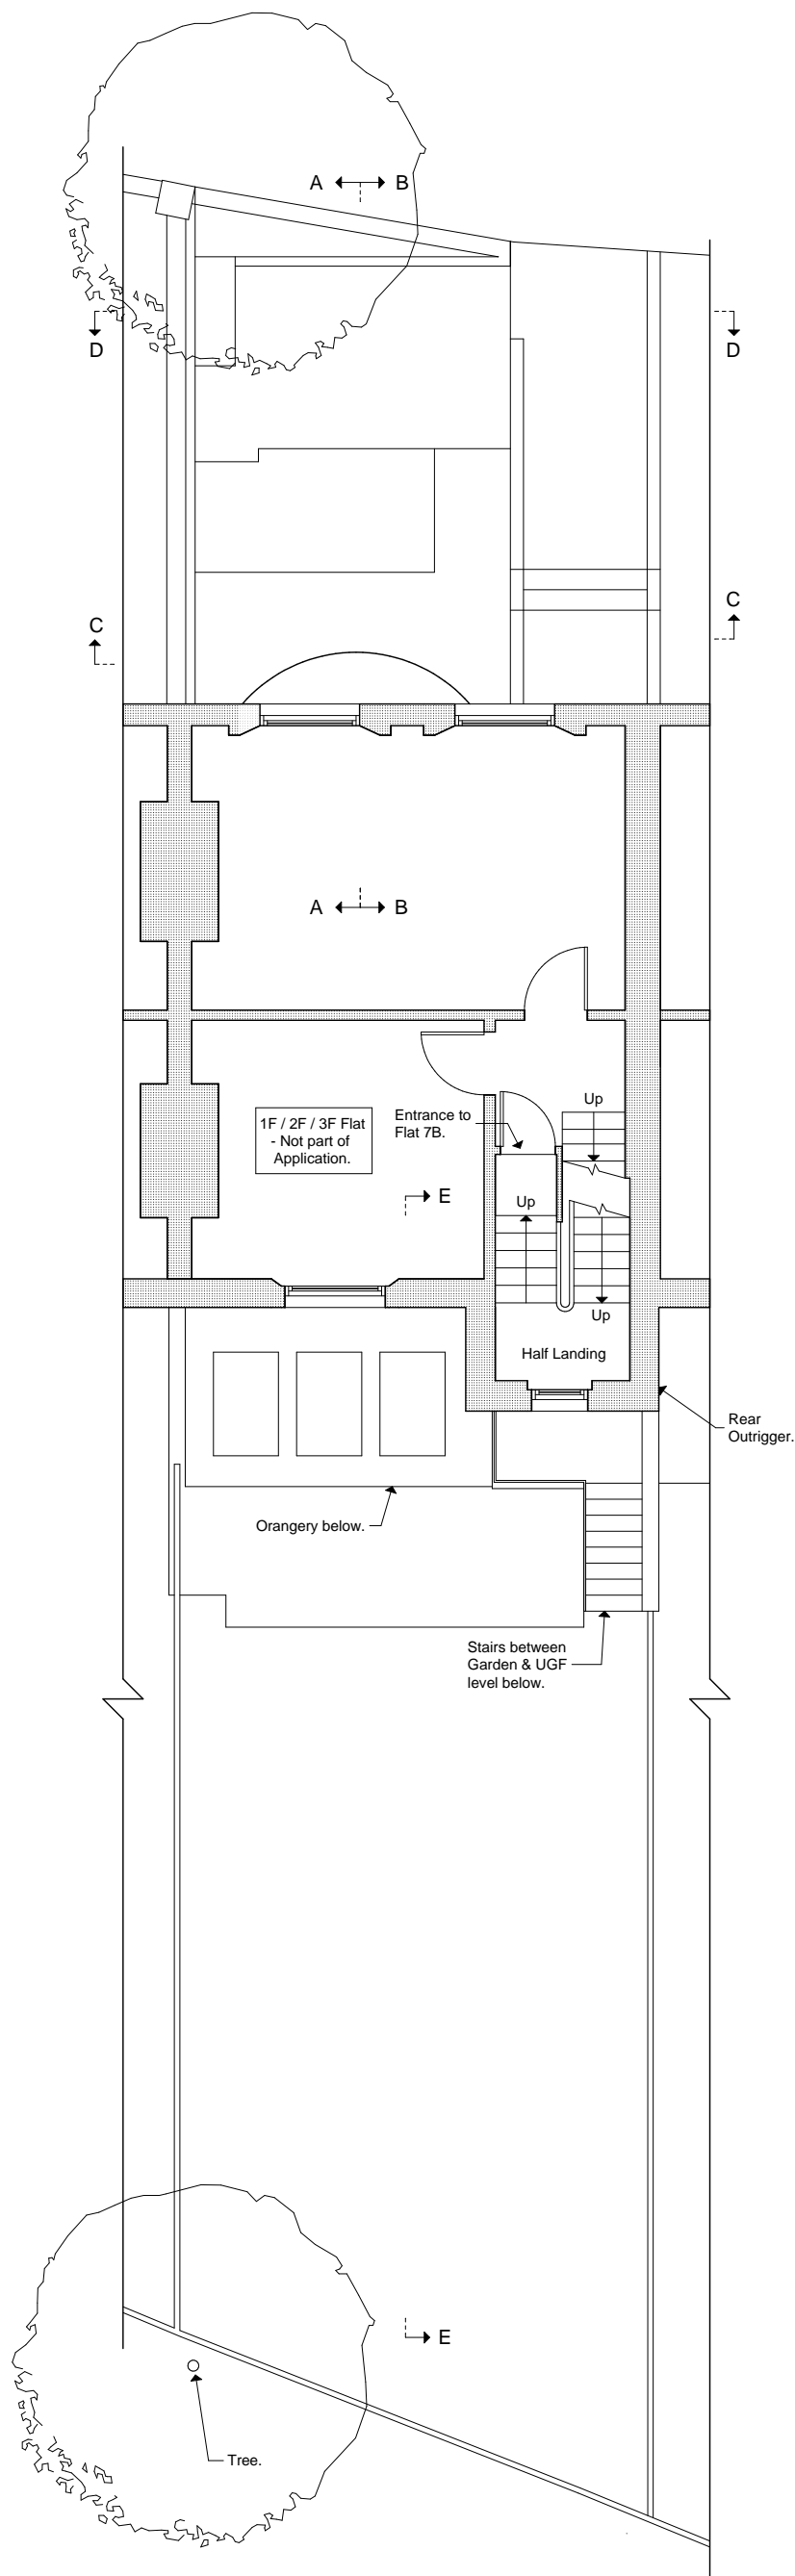 A B
D D
C
C
A B
Up
Entrance to
Flat 7B.
1F / 2F / 3F Flat
- Not part of
Application.
E
Up
Up
Half Landing
Rear
Outrigger.
Orangery below.
Stairs between
Garden & UGF
level below.
E
Tree.